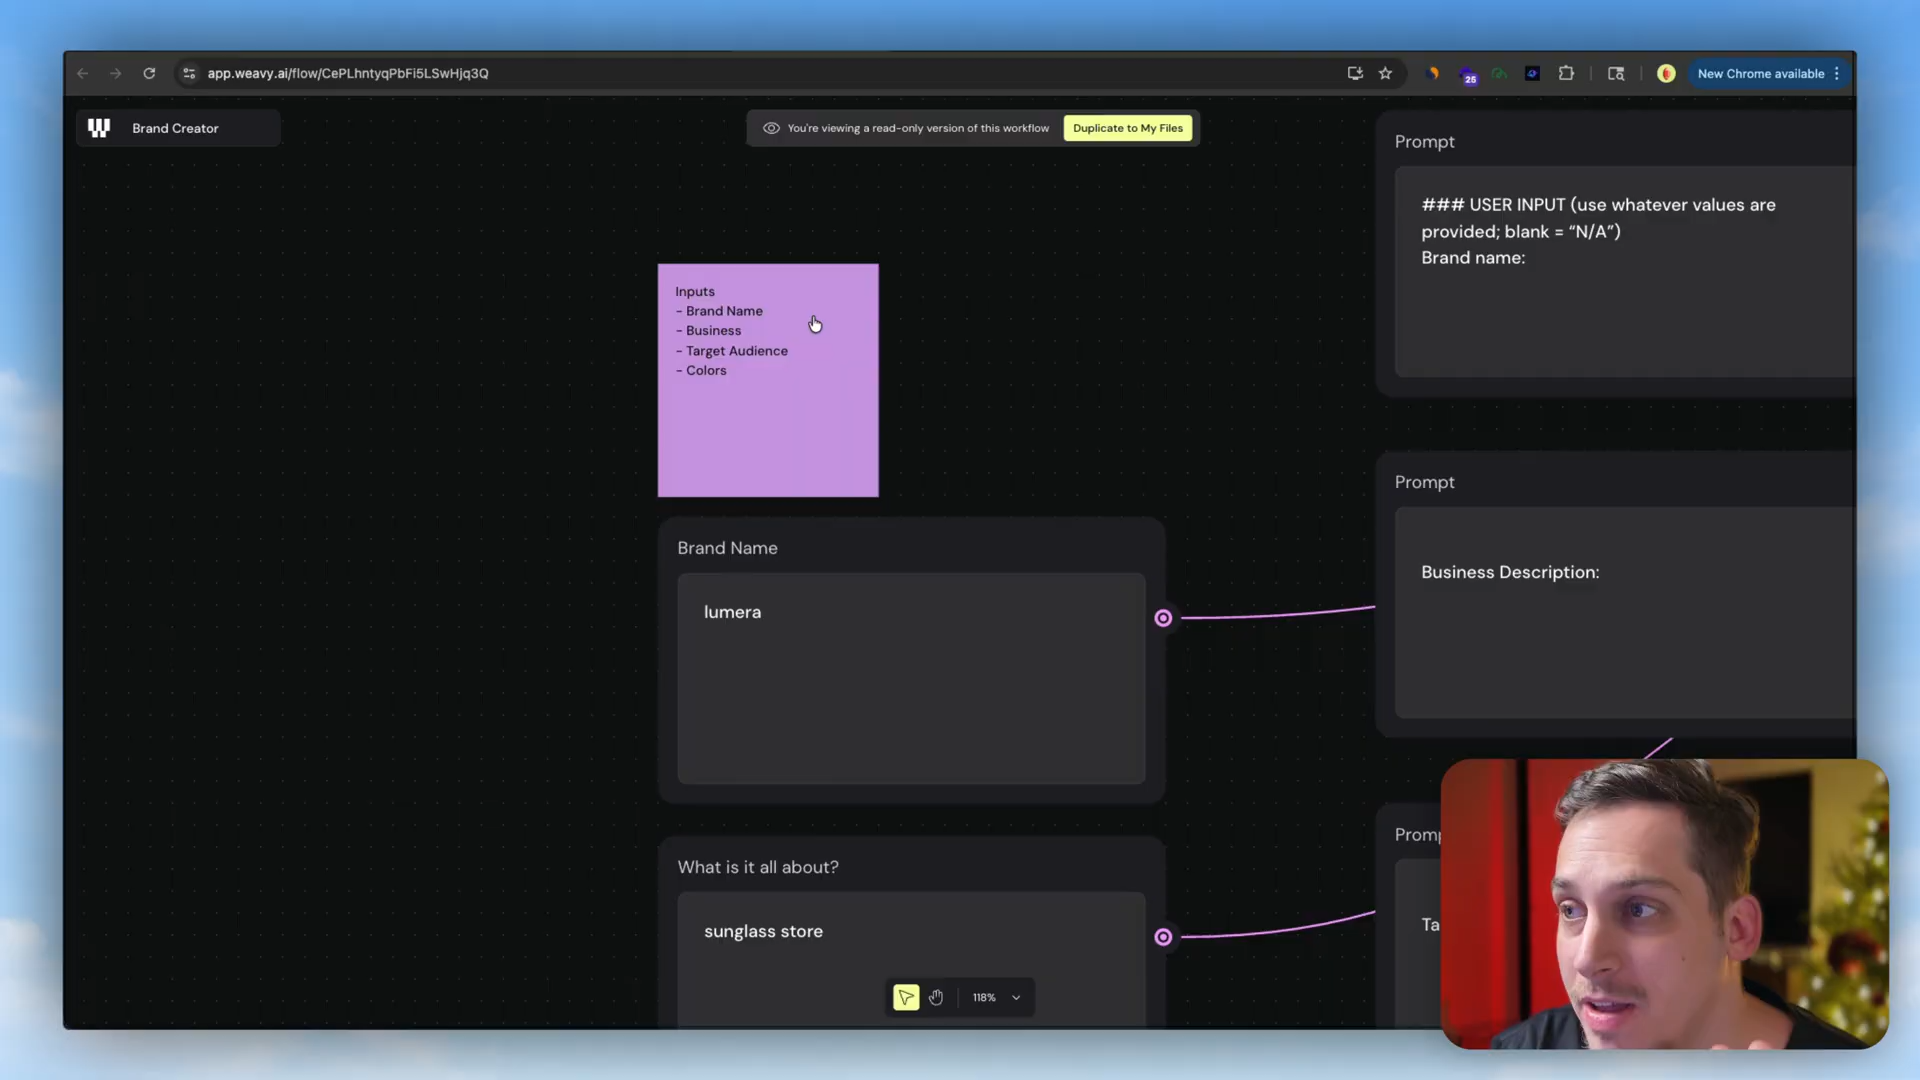 app.weavy.ai/flow/CePLhntyqPbFi5LSwHjq3Q
25
New Chrome available
Brand Creator
You're viewing a read-only version of this workflow
Duplicate to My Files
Inputs
- Brand Name
- Business
- Target Audience
- Colors
Brand Name
lumera
What is it all about?
sunglass store
Prompt
### USER INPUT (use whatever values are
provided; blank = “N/A”)
Brand name:
Prompt
Business Description:
118%